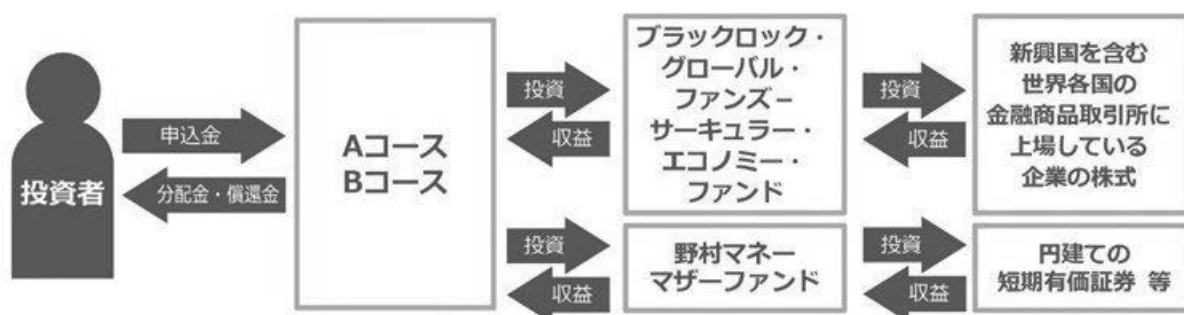 投資者
申込金
分配金・償還金
Aコース
Bコース
投資
収益
ブラックロック・
グローバル・
ファンズ－
サーキュラー・
エコノミー・
ファンド
投資
収益
新興国を含む
世界各国の
金融商品取引所に
上場している
企業の株式
投資
収益
野村マネー
マザーファンド
投資
収益
円建ての
短期有価証券 等